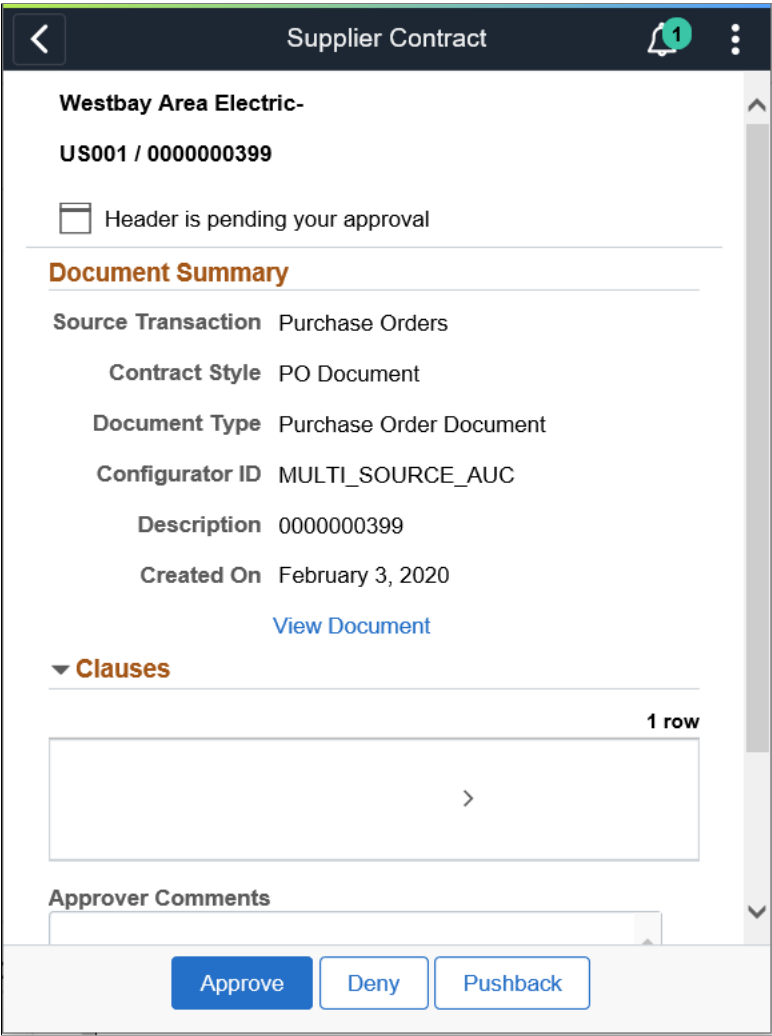 Supplier Contract
1
Westbay Area Electric-
US001 / 0000000399
Header is pending your approval
Document Summary
Source Transaction Purchase Orders
Contract Style PO Document
Document Type Purchase Order Document
Configurator ID MULTI_SOURCE_AUC
Description 0000000399
Created On February 3, 2020
View Document
Clauses
1 row
Approver Comments
Approve Deny Pushback